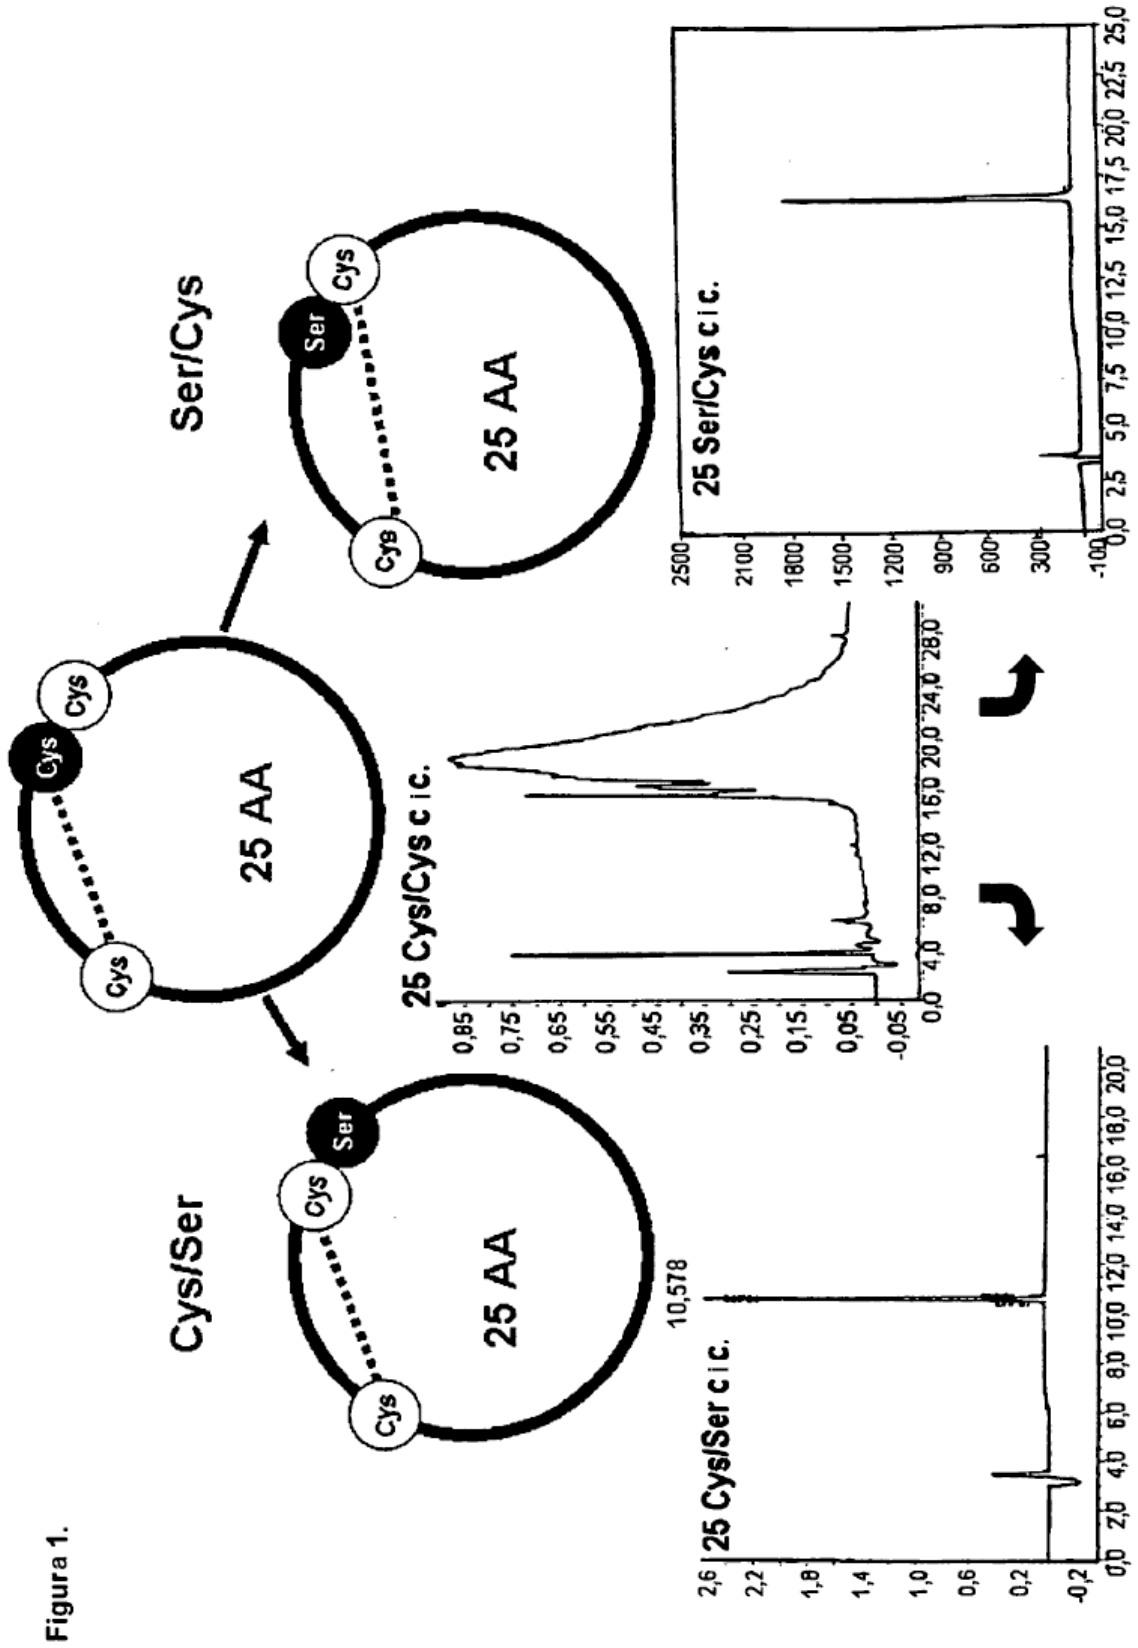 Figura 1.
Cys
Cys
Cys
25 AA
Cys/Ser
Ser/Cys
Cys
Cys
Ser
25 AA
Cys
Ser
Cys
25 AA
25 Cys/Cys cic.
0,85
0,75
0,65
0,55
0,45
0,35
0,25
0,15
0,05
-0,05
0,0 4,0 8,0 12,0 16,0 20,0 24,0 28,0
10,578
25 Cys/Ser cic.
2,6
2,2
1,8
1,4
1,0
0,6
0,2
-0,2
0,0 2,0 4,0 6,0 8,0 10,0 12,0 14,0 16,0 18,0 20,0
25 Ser/Cys cic.
2500
2100
1800
1500
1200
900
600
300
-100
0,0 2,5 5,0 7,5 10,0 12,5 15,0 17,5 20,0 22,5 25,0